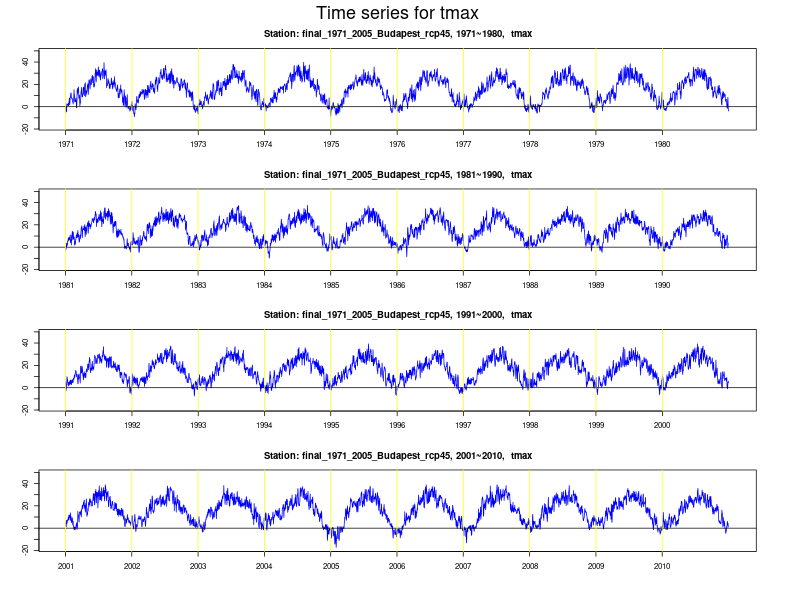 Time series for tmax
Station: final_1971_2005_Budapest_rcp45, 1971~1980, tmax
40
20
0
-20
1971 1972 1973 1974 1975 1976 1977 1978 1979 1980
Station: final_1971_2005_Budapest_rcp45, 1981~1990, tmax
40
20
0
-20
1981 1982 1983 1984 1985 1986 1987 1988 1989 1990
Station: final_1971_2005_Budapest_rcp45, 1991~2000, tmax
40
20
0
-20
1991 1992 1993 1994 1995 1996 1997 1998 1999 2000
Station: final_1971_2005_Budapest_rcp45, 2001~2010, tmax
40
20
0
-20
2001 2002 2003 2004 2005 2006 2007 2008 2009 2010